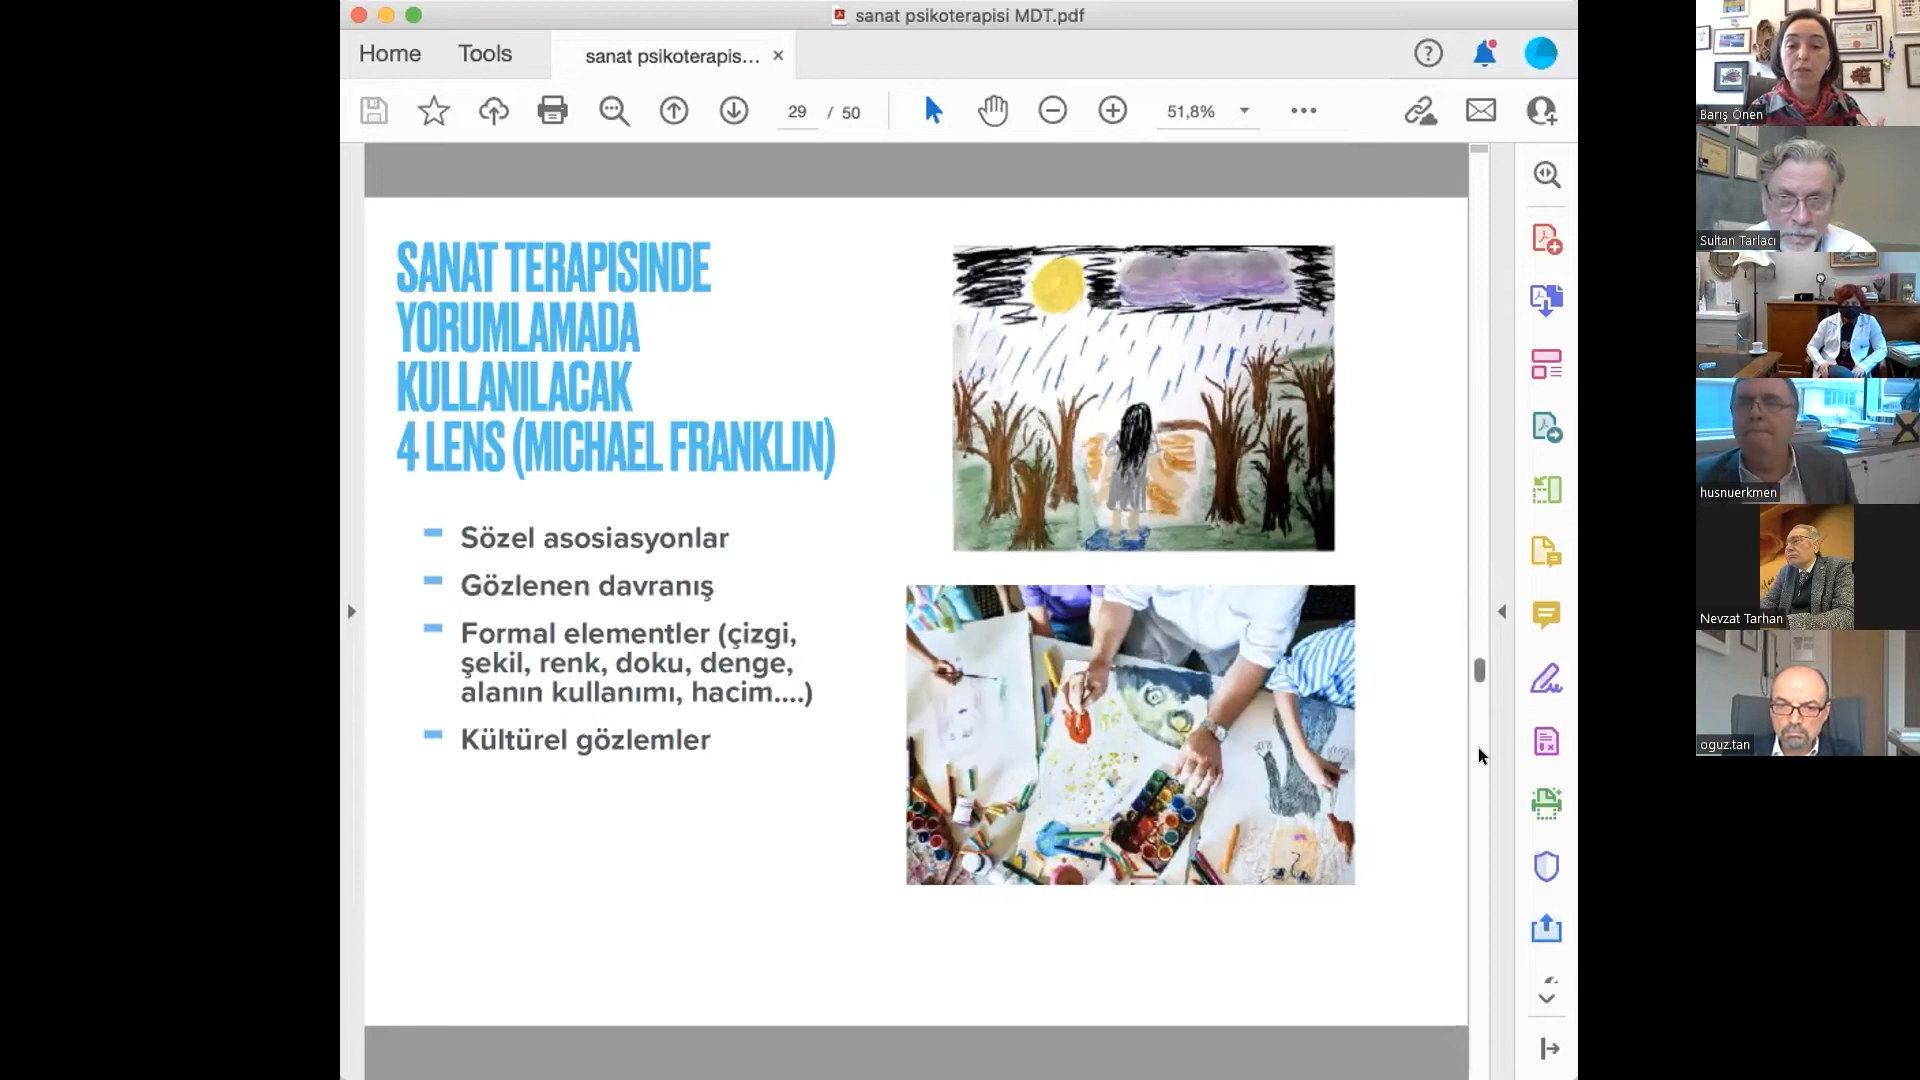 sanat psikoterapisi MDT.pdf
Home
Tools
sanat psikoterapis...
29 / 50
51,8%
SANAT TERAPISINDE
YORUMLAMADA
KULLANILACAK
4 LENS (MICHAEL FRANKLIN)
Sözel asosiasyonlar
Gözlenen davranış
Formal elementler (çizgi,
şekil, renk, doku, denge,
alanın kullanımı, hacim....)
Kültürel gözlemler
Barış Önen
Sultan Tarlacı
husnuerkmen
Nevzat Tarhan
oguz.tan